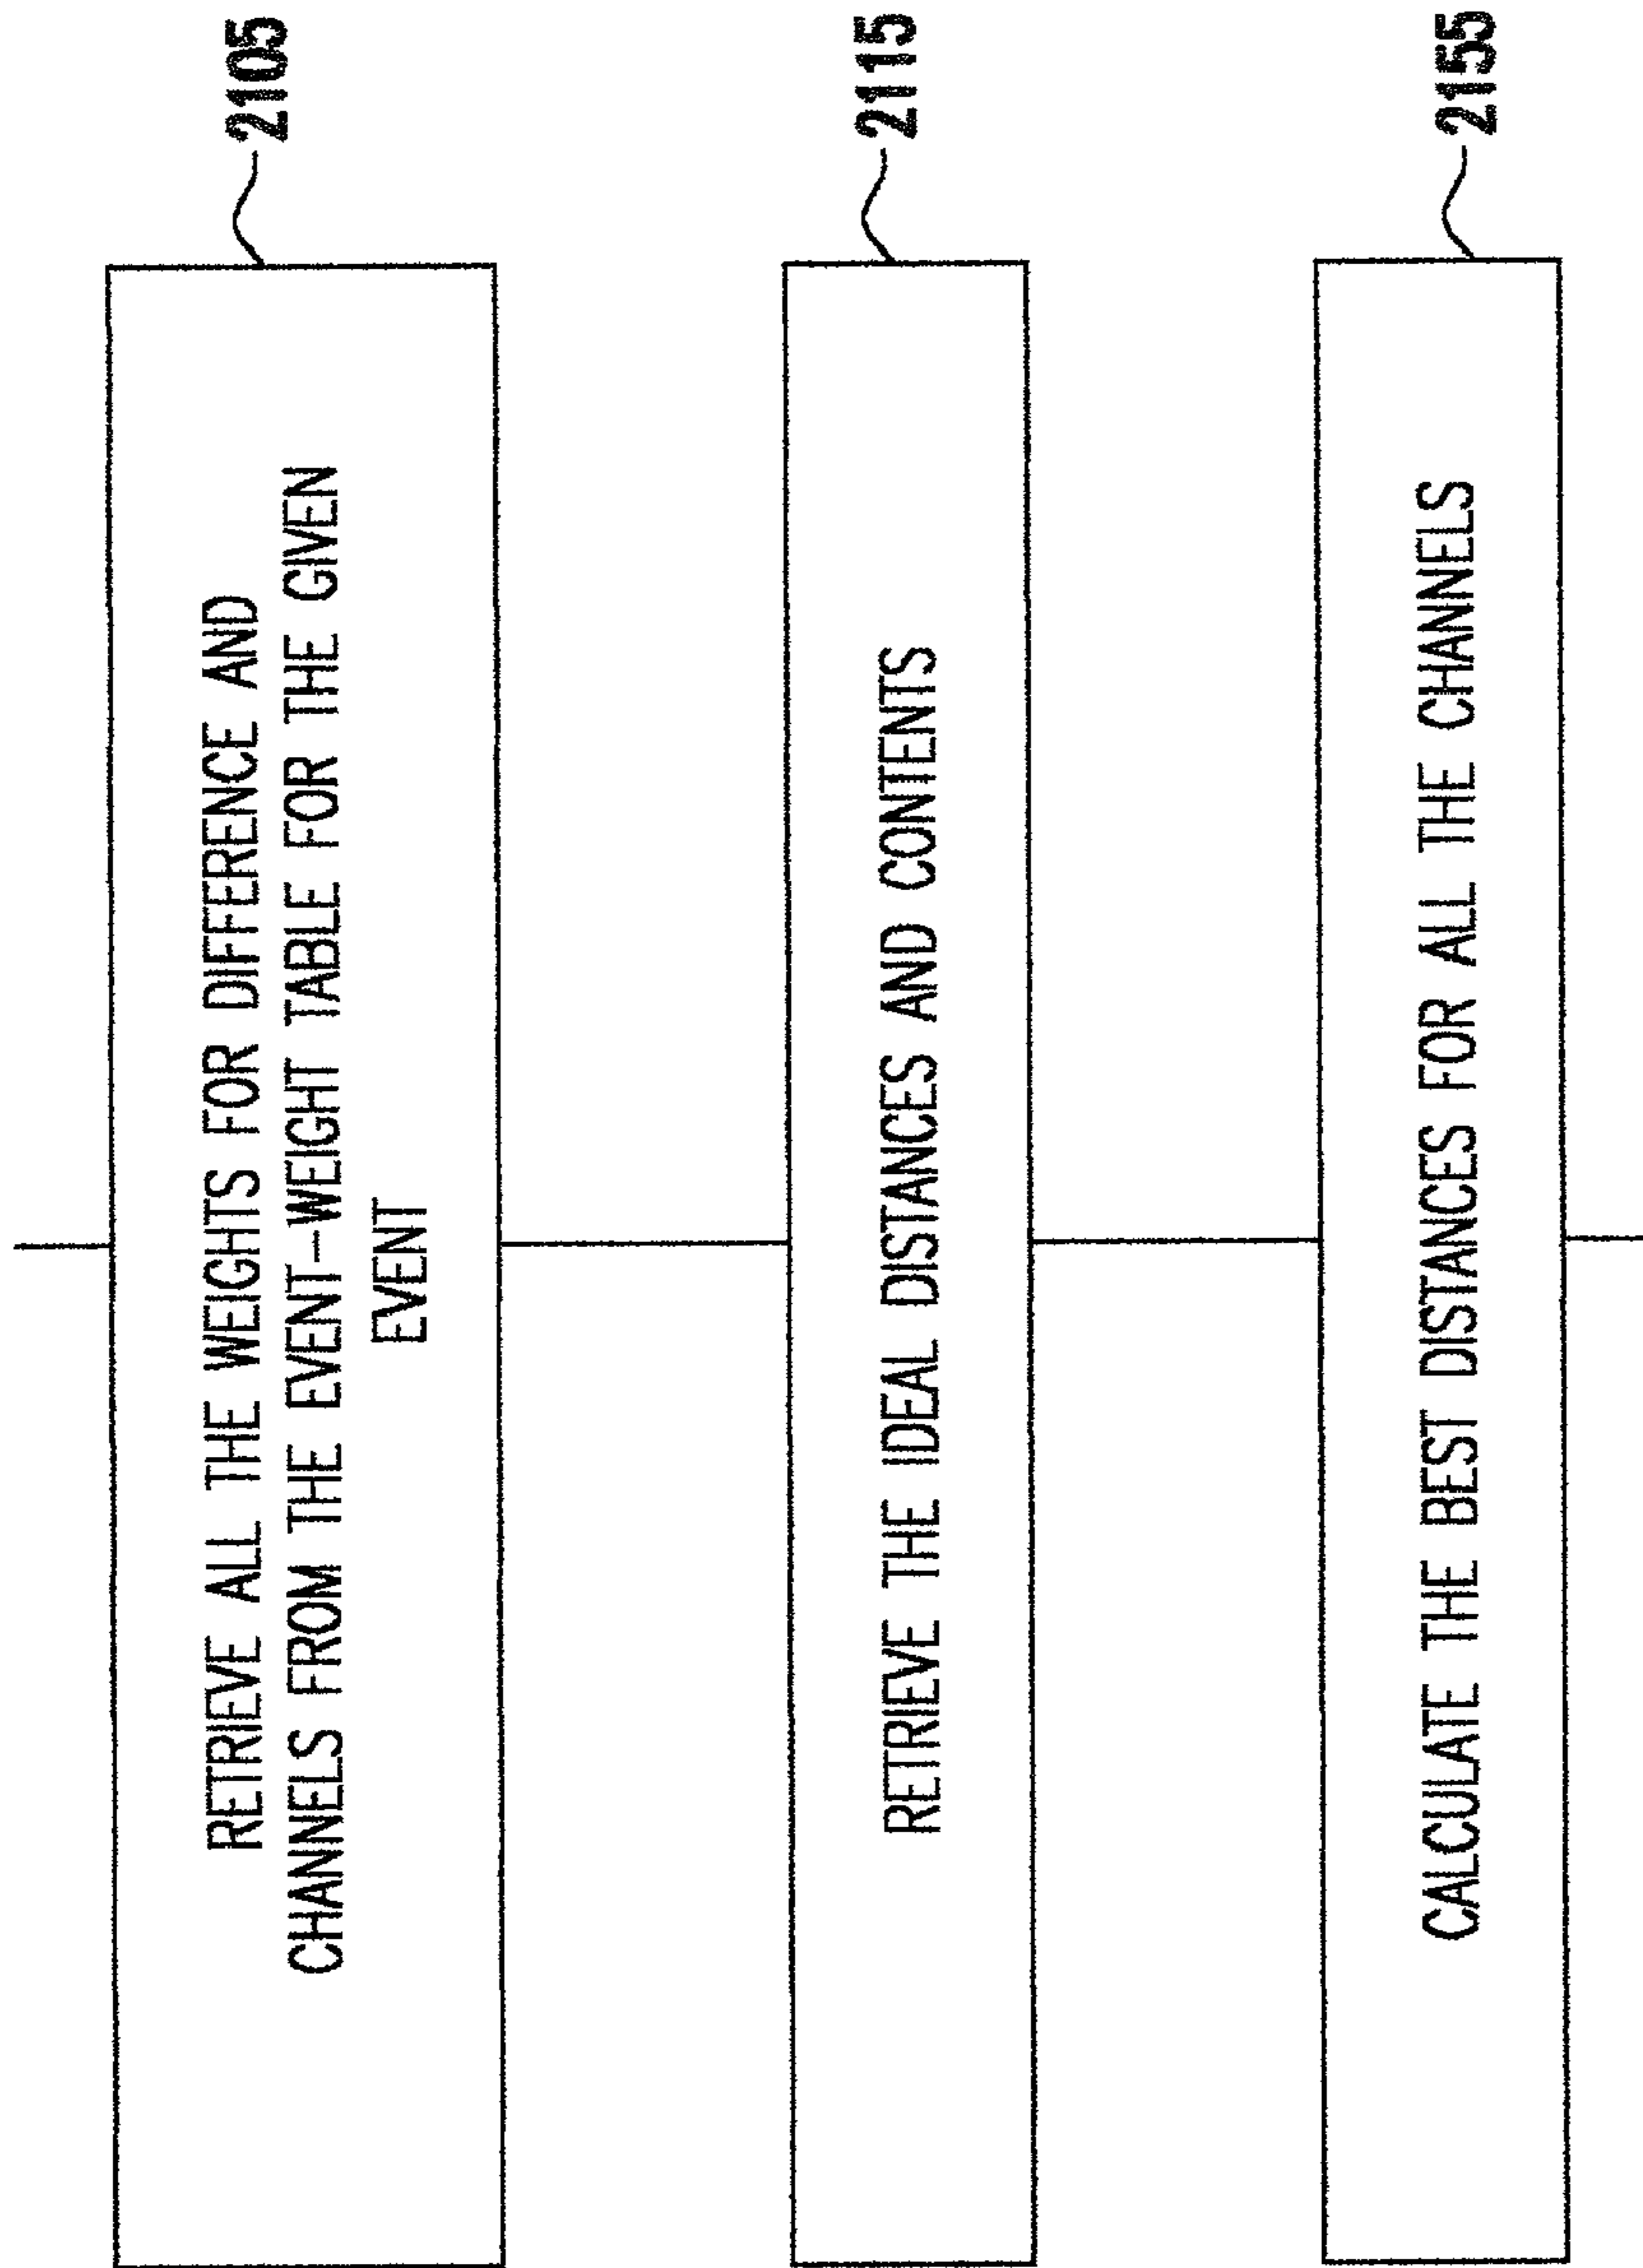 RETRIEVE ALL THE WEIGHTS FOR DIFFERENCE AND
CHANNELS FROM THE EVENT-WEIGHT TABLE FOR THE GIVEN
EVENT
2105
RETRIEVE THE IDEAL DISTANCES AND CONTENTS
2115
CALCULATE THE BEST DISTANCES FOR ALL THE CHANNELS
2155